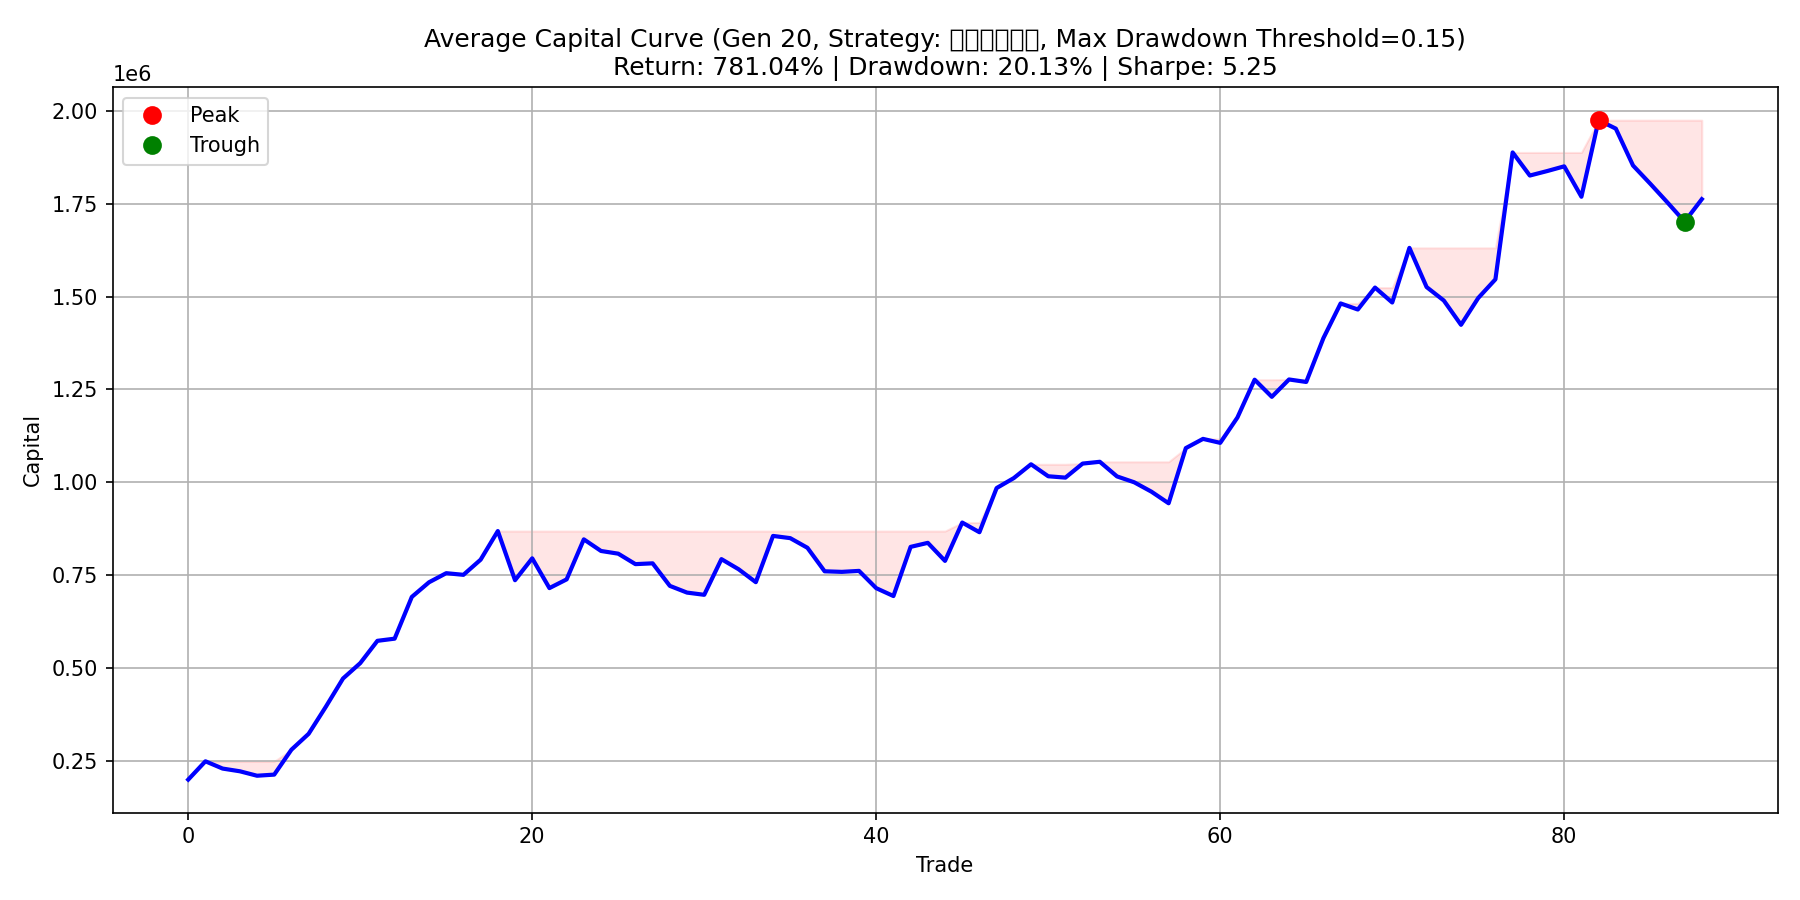 Average Capital Curve (Gen 20, Strategy: □□□□□□, Max Drawdown Threshold=0.15)
Return: 781.04% | Drawdown: 20.13% | Sharpe: 5.25
1e6
Peak
Trough
2.00
1.75
1.50
1.25
1.00
0.75
0.50
0.25
Capital
0 20 40 60 80
Trade